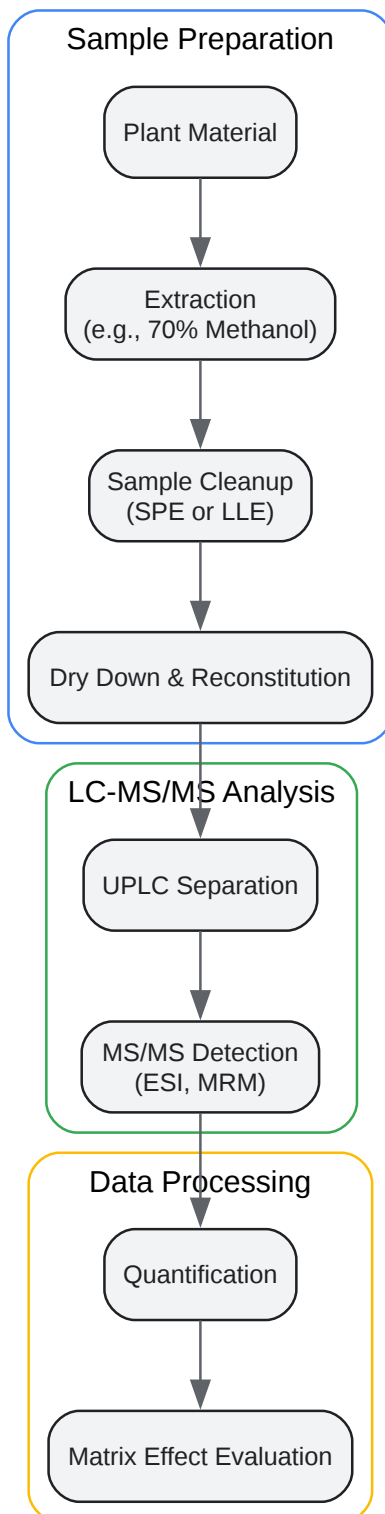 Sample Preparation
Plant Material
Extraction
(e.g., 70% Methanol)
Sample Cleanup
(SPE or LLE)
Dry Down & Reconstitution
LC-MS/MS Analysis
UPLC Separation
MS/MS Detection
(ESI, MRM)
Data Processing
Quantification
Matrix Effect Evaluation